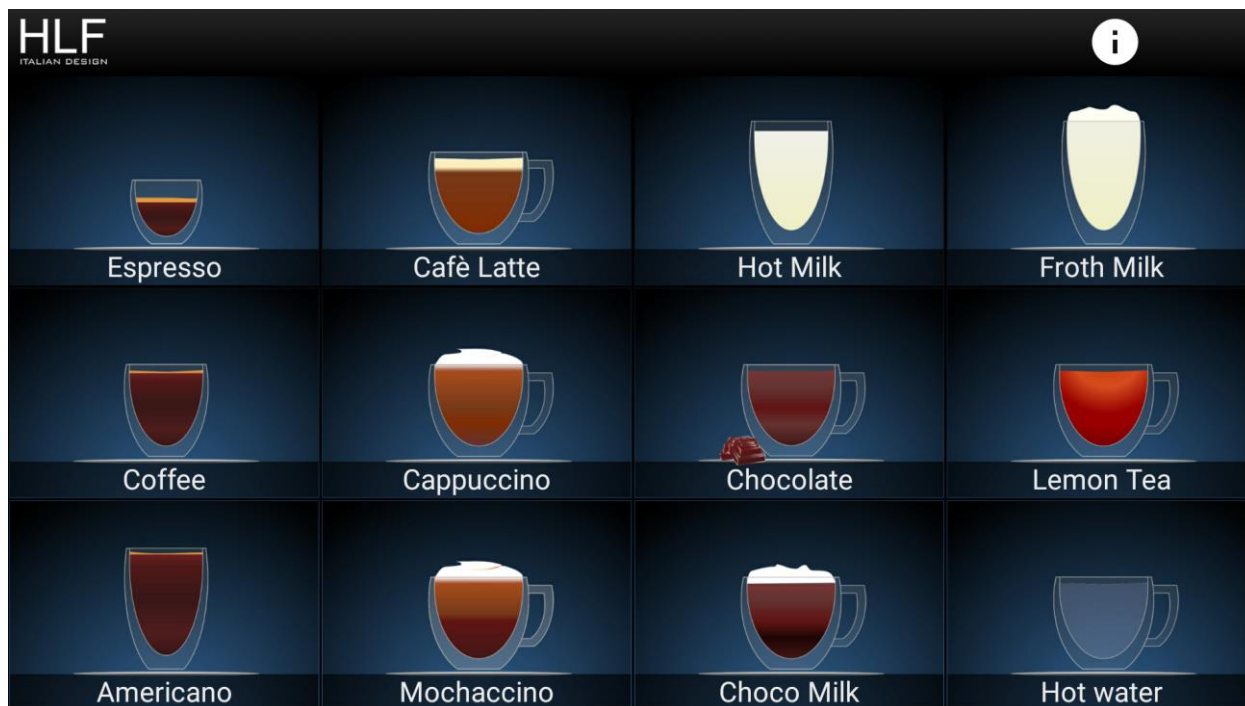 HLF
ITALIAN DESIGN
i
Espresso
Cafè Latte
Hot Milk
Froth Milk
Coffee
Cappuccino
Chocolate
Lemon Tea
Americano
Mochaccino
Choco Milk
Hot water